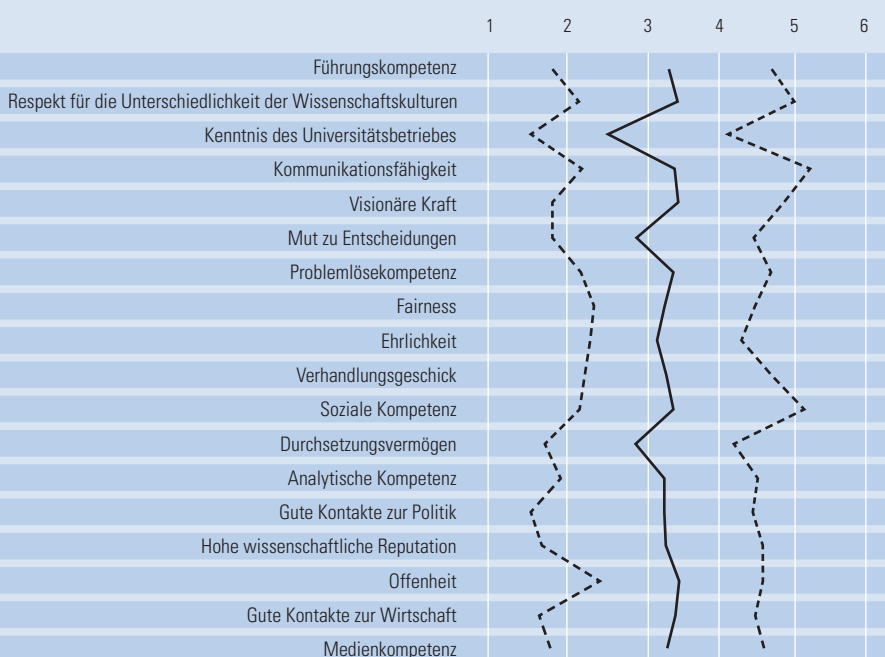 1 2 3 4 5 6
Führungskompetenz
Respekt für die Unterschiedlichkeit der Wissenschaftskulturen
Kenntnis des Universitätsbetriebes
Kommunikationsfähigkeit
Visionäre Kraft
Mut zu Entscheidungen
Problemlösekompetenz
Fairness
Ehrlichkeit
Verhandlungsgeschick
Soziale Kompetenz
Durchsetzungsvermögen
Analytische Kompetenz
Gute Kontakte zur Politik
Hohe wissenschaftliche Reputation
Offenheit
Gute Kontakte zur Wirtschaft
Medienkompetenz